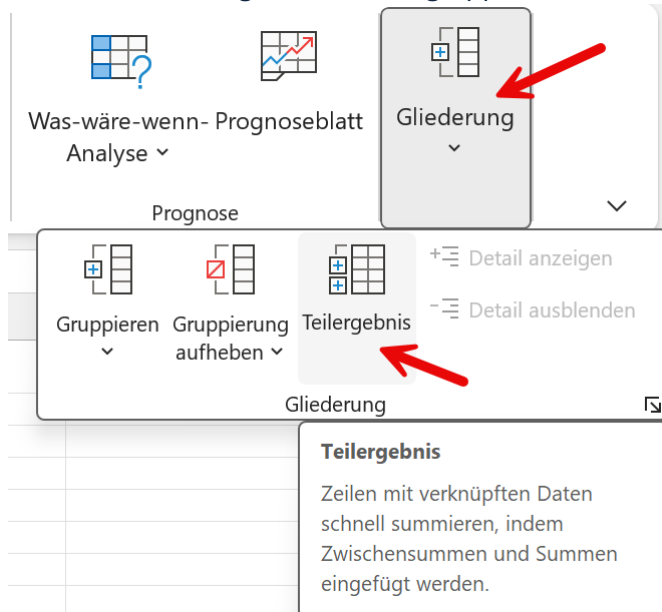 Was-wäre-wenn-
Analyse
Prognoseblatt
Gliederung
Prognose
Gruppieren
Gruppierung
aufheben
Teilergebnis
Detail anzeigen
Detail ausblenden
Gliederung
Teilergebnis
Zeilen mit verknüpften Daten
schnell summieren, indem
Zwischensummen und Summen
eingefügt werden.